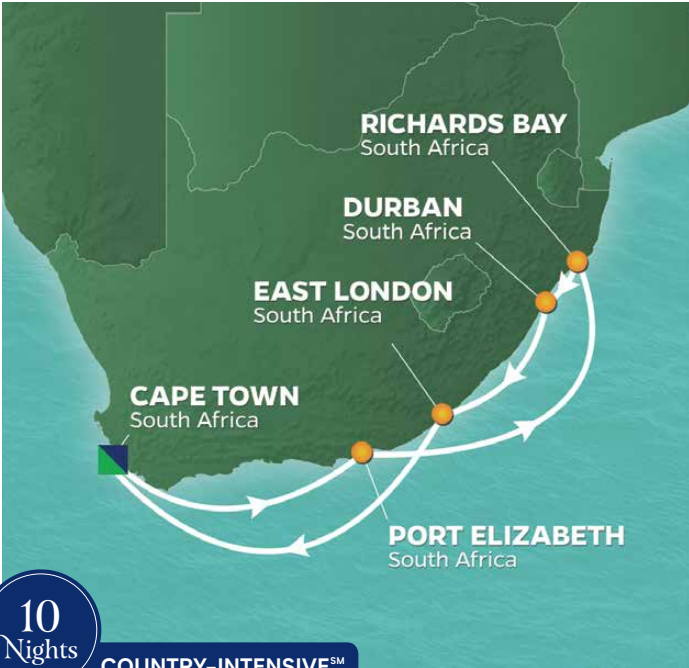 RICHARDS BAY
South Africa
DURBAN
South Africa
EAST LONDON
South Africa
CAPE TOWN
South Africa
PORT ELIZABETH
South Africa
10
Nights
COUNTRY-INTENSIVE℠